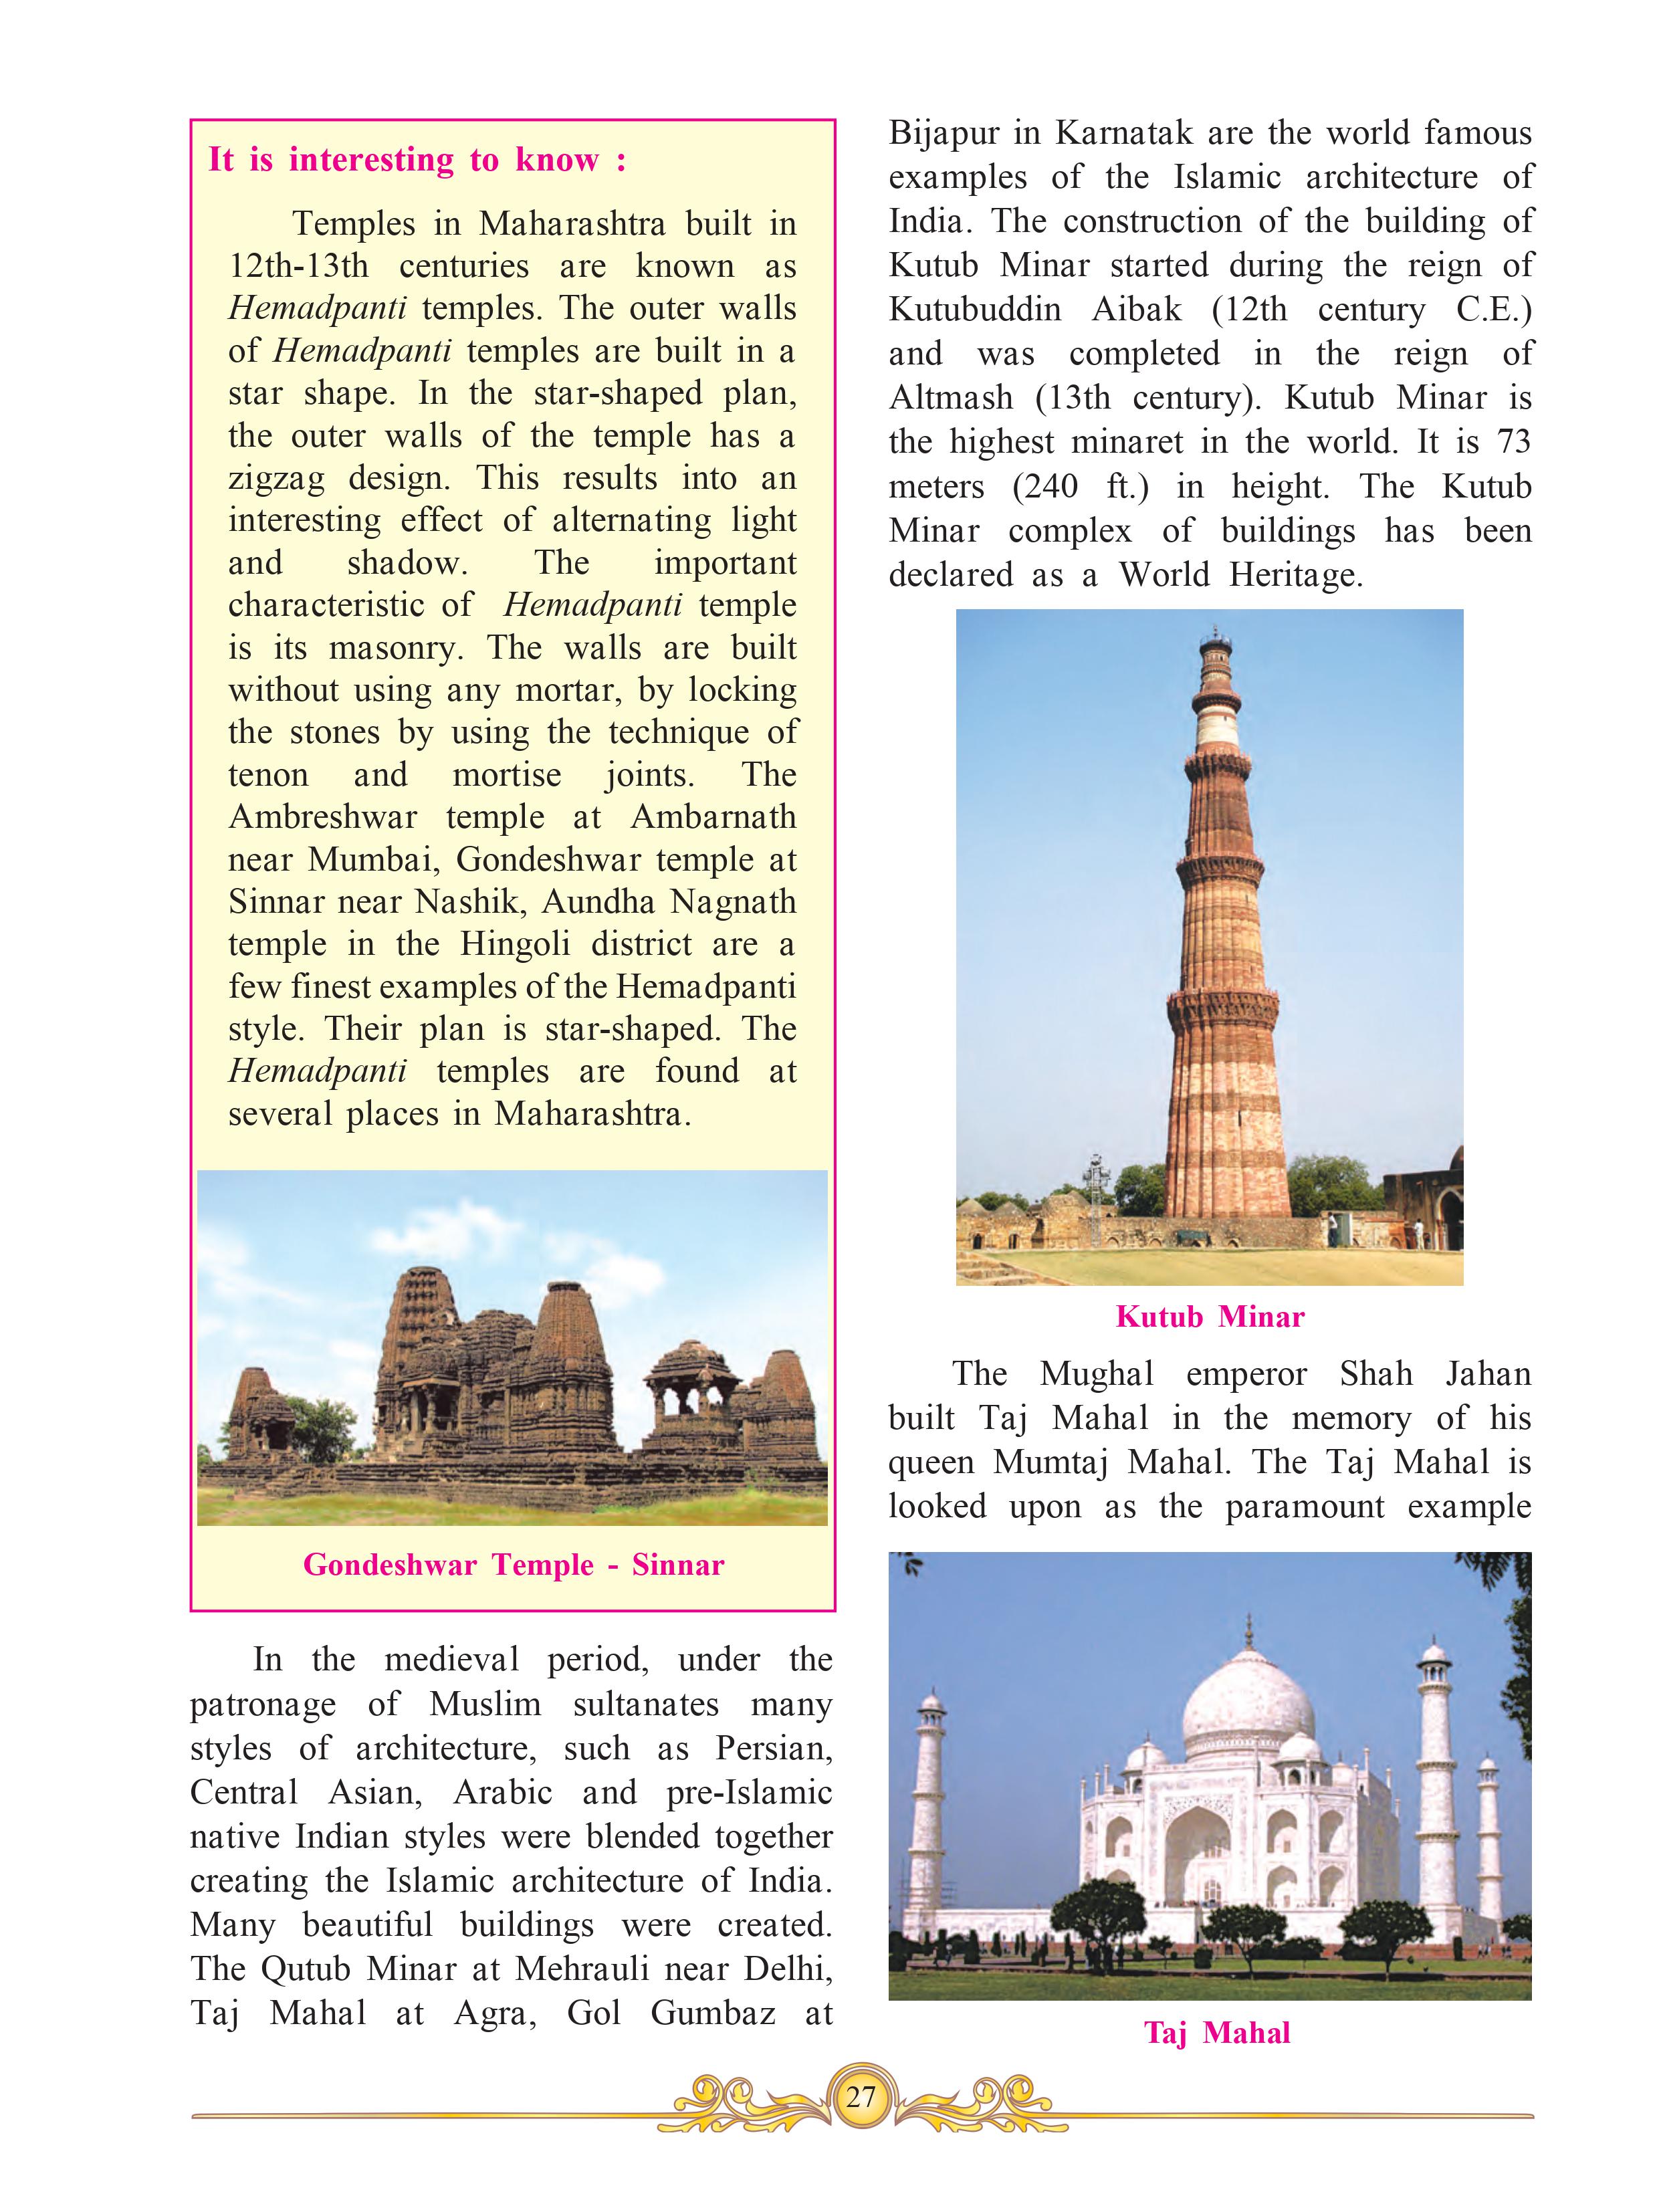 It is interesting to know :
Temples in Maharashtra built in
12th-13th centuries are known as
Hemadpanti temples. The outer walls
of Hemadpanti temples are built in a
star shape. In the star-shaped plan,
the outer walls of the temple has a
zigzag design. This results into an
interesting effect of alternating light
and shadow. The important
characteristic of Hemadpanti temple
is its masonry. The walls are built
without using any mortar, by locking
the stones by using the technique of
tenon and mortise joints. The
Ambreshwar temple at Ambarnath
near Mumbai, Gondeshwar temple at
Sinnar near Nashik, Aundha Nagnath
temple in the Hingoli district are a
few finest examples of the Hemadpanti
style. Their plan is star-shaped. The
Hemadpanti temples are found at
several places in Maharashtra.
Gondeshwar Temple - Sinnar
In the medieval period, under the
patronage of Muslim sultanates many
styles of architecture, such as Persian,
Central Asian, Arabic and pre-Islamic
native Indian styles were blended together
creating the Islamic architecture of India.
Many beautiful buildings were created.
The Qutub Minar at Mehrauli near Delhi,
Taj Mahal at Agra, Gol Gumbaz at
Bijapur in Karnatak are the world famous
examples of the Islamic architecture of
India. The construction of the building of
Kutub Minar started during the reign of
Kutubuddin Aibak (12th century C.E.)
and was completed in the reign of
Altmash (13th century). Kutub Minar is
the highest minaret in the world. It is 73
meters (240 ft.) in height. The Kutub
Minar complex of buildings has been
declared as a World Heritage.
Kutub Minar
The Mughal emperor Shah Jahan
built Taj Mahal in the memory of his
queen Mumtaj Mahal. The Taj Mahal is
looked upon as the paramount example
Taj Mahal
27